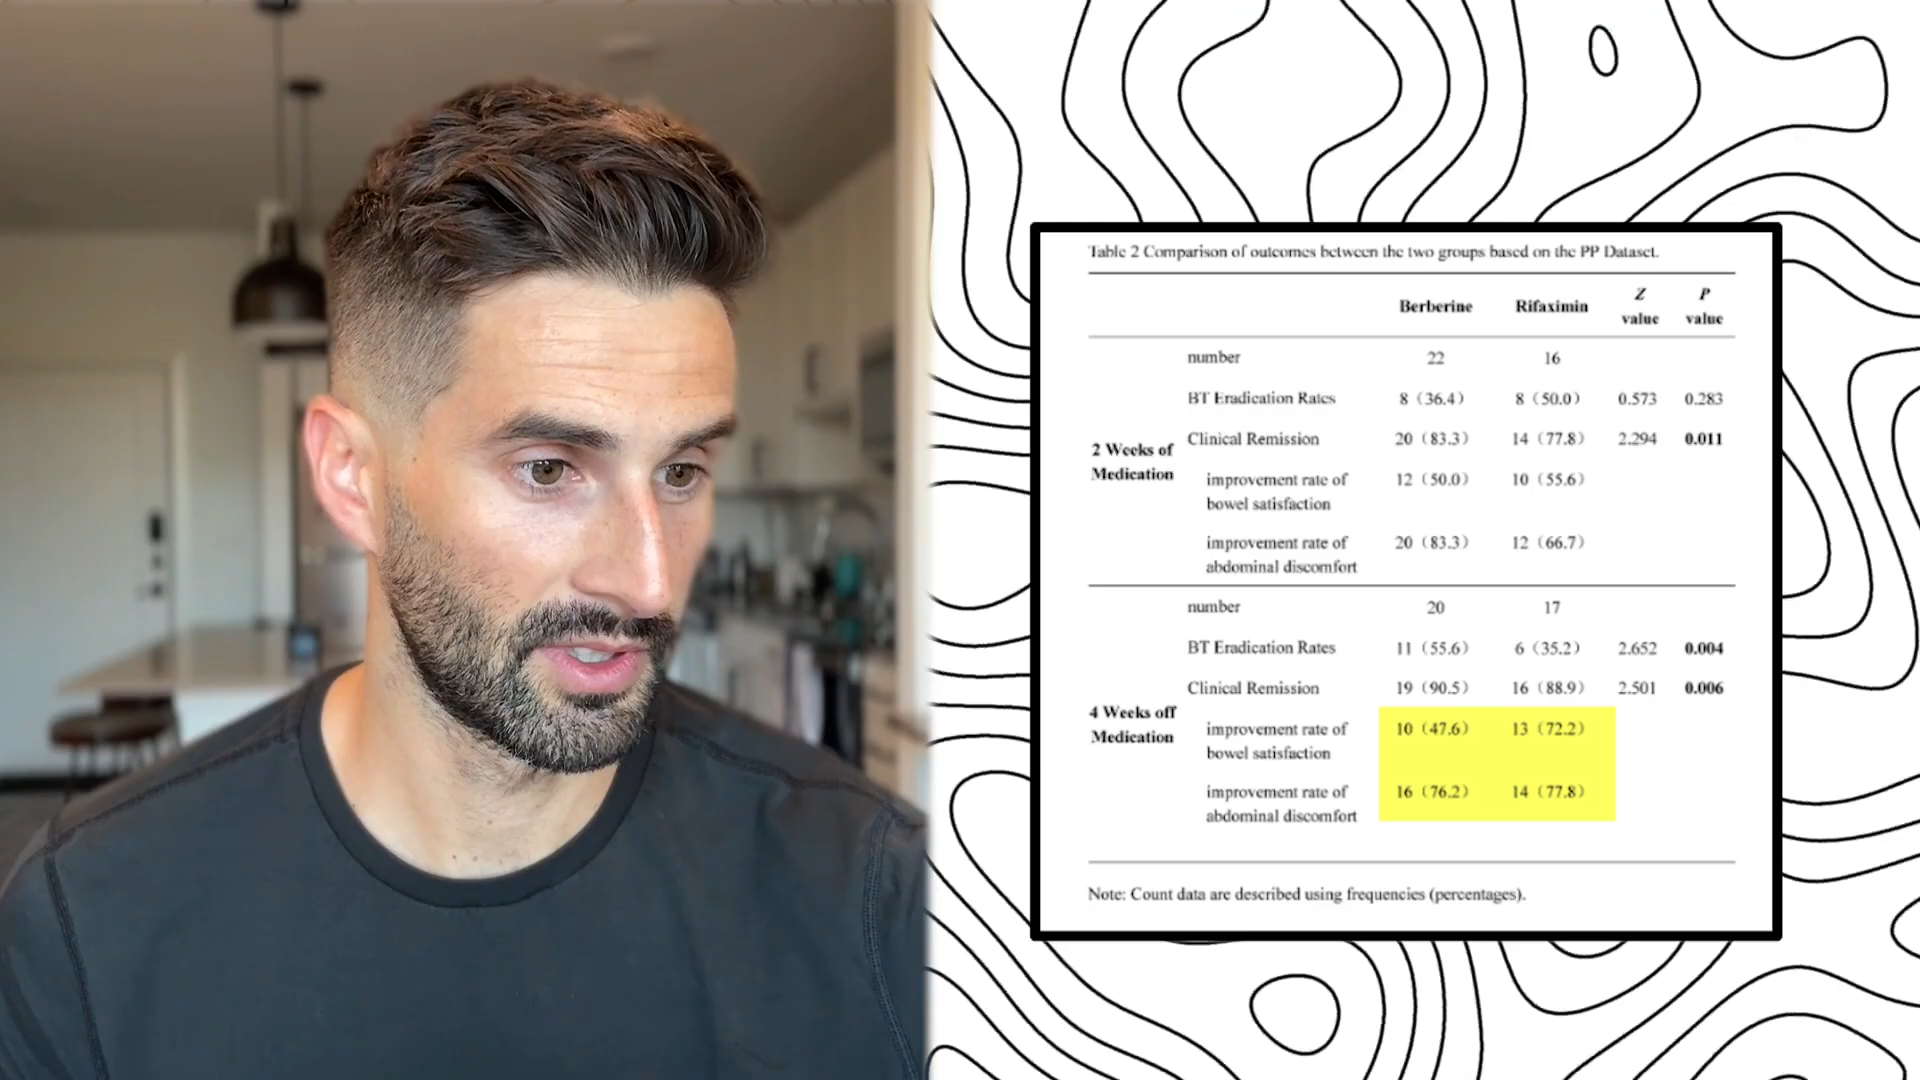 Table 2 Comparison of outcomes between the two groups based on the PP Dataset.
Berberine Rifaximin Z value P value
2 Weeks of Medication
number 22 16
BT Eradication Rates 8（36.4） 8（50.0） 0.573 0.283
Clinical Remission 20（83.3） 14（77.8） 2.294 0.011
improvement rate of bowel satisfaction 12（50.0） 10（55.6）
improvement rate of abdominal discomfort 20（83.3） 12（66.7）
4 Weeks off Medication
number 20 17
BT Eradication Rates 11（55.6） 6（35.2） 2.652 0.004
Clinical Remission 19（90.5） 16（88.9） 2.501 0.006
improvement rate of bowel satisfaction 10（47.6） 13（72.2）
improvement rate of abdominal discomfort 16（76.2） 14（77.8）
Note: Count data are described using frequencies (percentages).